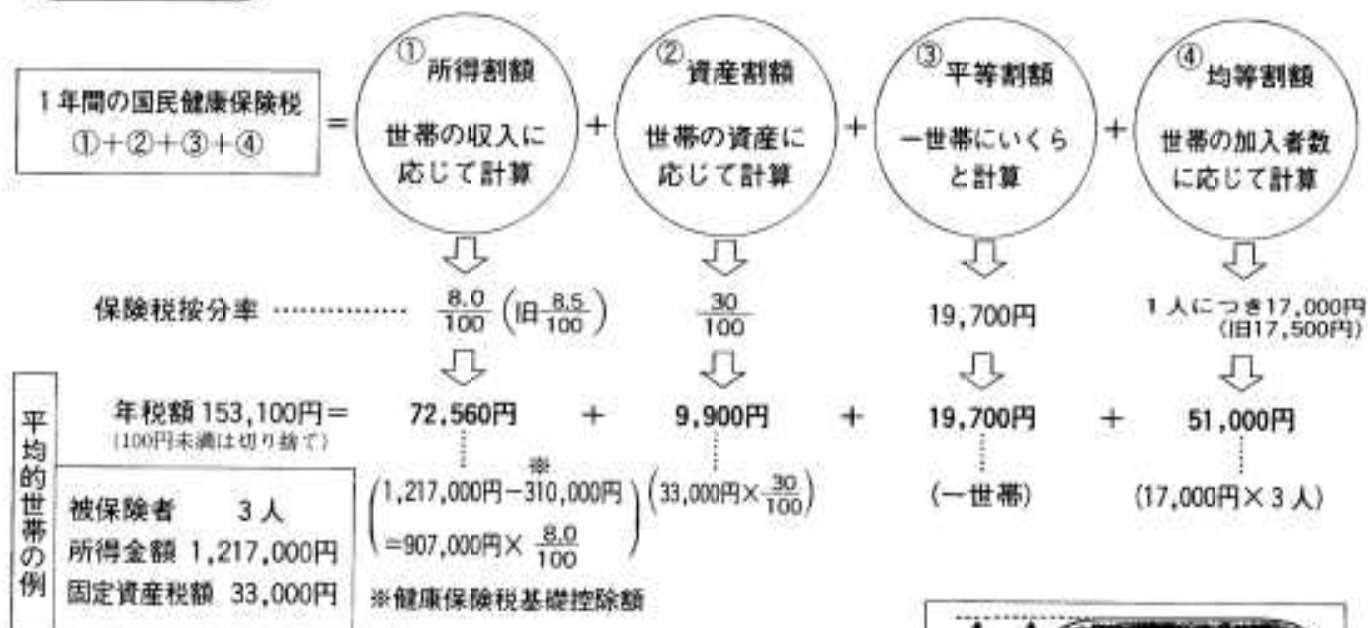 1年間の国民健康保険税
①+②+③+④
=
① 所得割額
世帯の収入に
応じて計算
+
② 資産割額
世帯の資産に
応じて計算
+
③ 平等割額
一世帯にいくら
と計算
+
④ 均等割額
世帯の加入者数
に応じて計算
保険税按分率 ‥‥‥‥‥‥ 8.0/100 (旧8.5/100) 30/100 19,700円 1人につき17,000円
(旧17,500円)
平均的世帯の例
年税額 153,100円= 72,560円 + 9,900円 + 19,700円 + 51,000円
(100円未満は切り捨て)
※
(1,217,000円-310,000円 (33,000円×30/100) (一世帯) (17,000円×3人)
=907,000円× 8.0/100)
※健康保険税基礎控除額
被保険者 3人
所得金額 1,217,000円
固定資産税額 33,000円